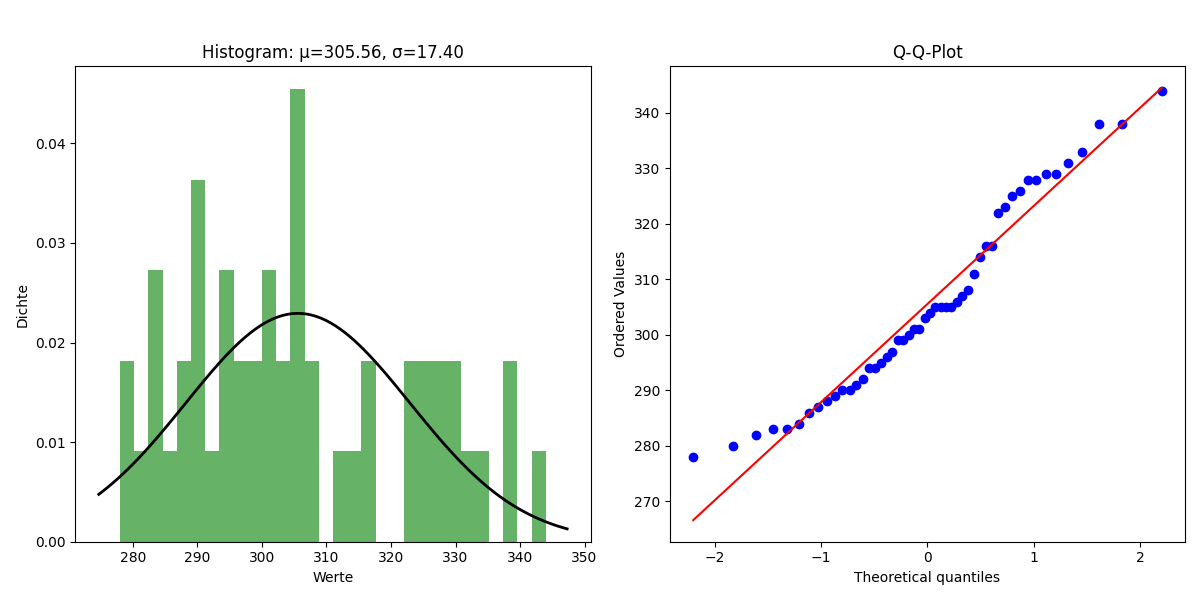 Histogram: μ=305.56, σ=17.40
Dichte
0.04
0.03
0.02
0.01
0.00
280 290 300 310 320 330 340 350
Werte
Q-Q-Plot
Ordered Values
340
330
320
310
300
290
280
270
−2 −1 0 1 2
Theoretical quantiles